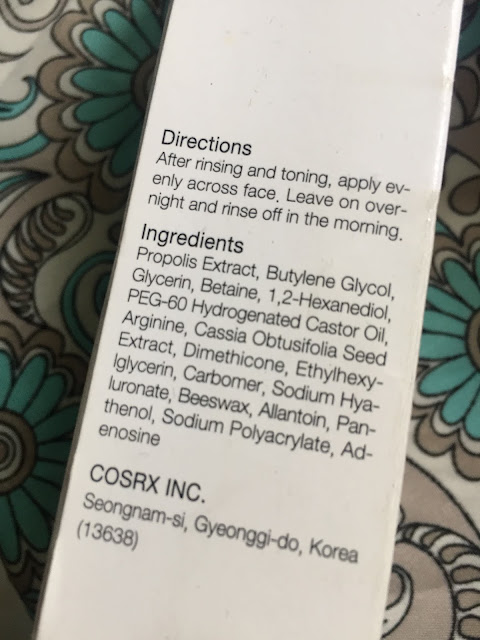 Directions
After rinsing and toning, apply ev-
enly across face. Leave on over-
night and rinse off in the morning.
Ingredients
Propolis Extract, Butylene Glycol,
Glycerin, Betaine, 1,2-Hexanediol,
PEG-60 Hydrogenated Castor Oil,
Arginine, Cassia Obtusifolia Seed
Extract, Dimethicone, Ethylhexy-
lglycerin, Carbomer, Sodium Hya-
luronate, Beeswax, Allantoin, Pan-
thenol, Sodium Polyacrylate, Ad-
enosine
COSRX INC.
Seongnam-si, Gyeonggi-do, Korea
(13638)